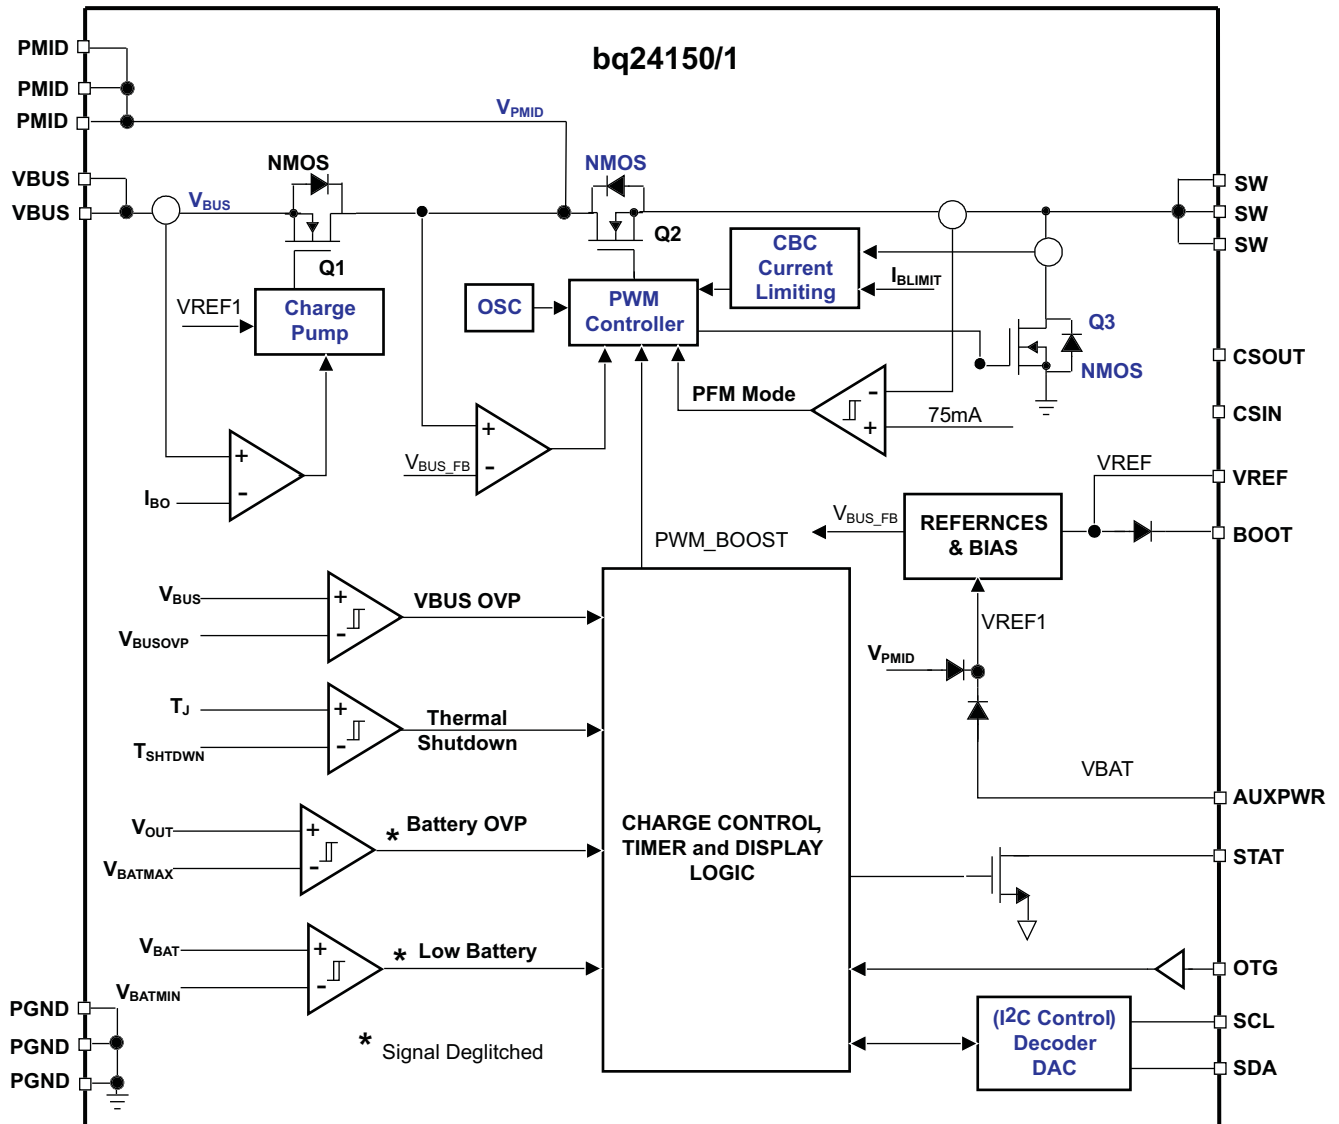 bq24150/1
PMID
PMID
PMID
VPMID
VBUS
VBUS
VBUS
NMOS
Q1
NMOS
Q2
SW
SW
SW
CBC
Current
Limiting
IBLIMIT
VREF1
Charge
Pump
OSC
PWM
Controller
Q3
NMOS
CSOUT
CSIN
PFM Mode
-
+
75mA
+
-
VBUS_FB
+
-
IBO
VREF
VREF
VBUS_FB
REFERNCES
& BIAS
BOOT
PWM_BOOST
VREF1
VPMID
VBAT
AUXPWR
VBUS
VBUSOVP
+
-
VBUS OVP
TJ
TSHTDWN
+
-
Thermal
Shutdown
VOUT
VBATMAX
+
-
* Battery OVP
VBAT
VBATMIN
+
-
* Low Battery
CHARGE CONTROL,
TIMER and DISPLAY
LOGIC
STAT
OTG
(I2C Control)
Decoder
DAC
SCL
SDA
PGND
PGND
PGND
* Signal Deglitched